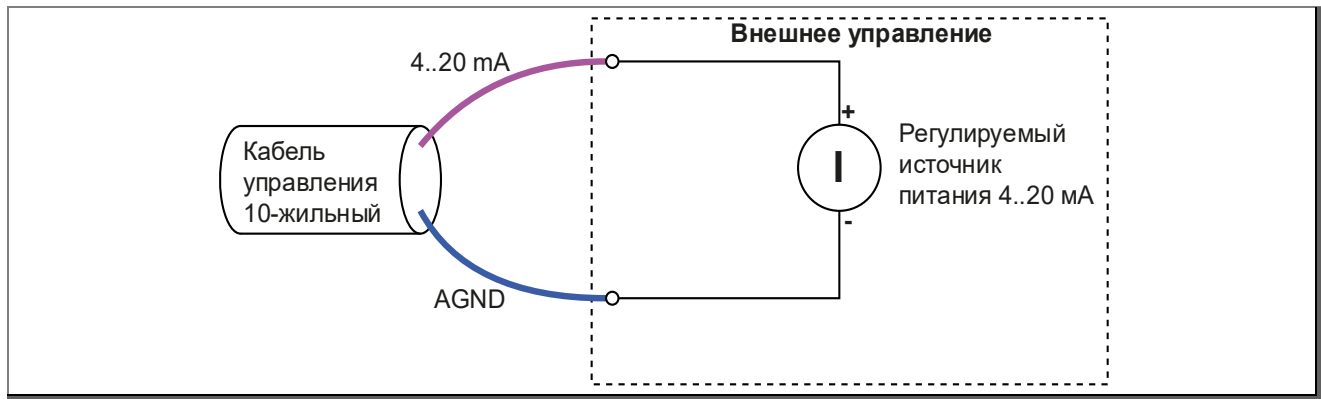 Внешнее управление
4..20 mA
+
Регулируемый
источник
питания 4..20 мА
I
Кабель
управления
10-жильный
-
AGND